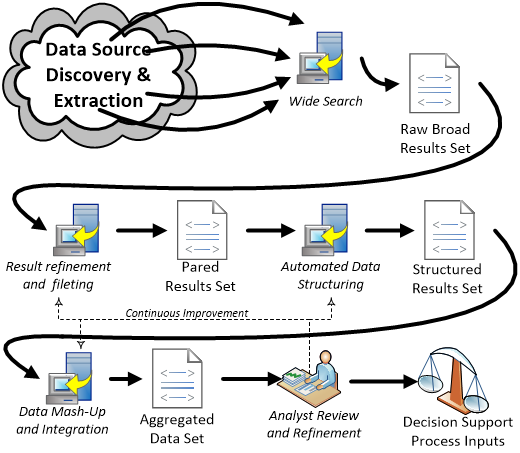 Data Source
Discovery &
Extraction
Wide Search
Raw Broad
Results Set
Result refinement
and fileting
Pared
Results Set
Automated Data
Structuring
Structured
Results Set
Continuous Improvement
Data Mash-Up
and Integration
Aggregated
Data Set
Analyst Review
and Refinement
Decision Support
Process Inputs